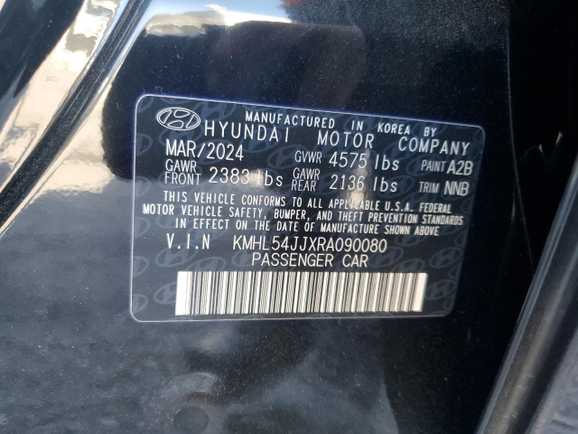 MANUFACTURED IN KOREA BY
HYUNDAI MOTOR COMPANY
MAR/2024 GVWR 4575 lbs PAINT A2B
GAWR FRONT 2383 lbs GAWR REAR 2136 lbs TRIM NNB
THIS VEHICLE CONFORMS TO ALL APPLICABLE U.S.A. FEDERAL
MOTOR VEHICLE SAFETY, BUMPER, AND THEFT PREVENTION STANDARDS
IN EFFECT ON THE DATE OF MANUFACTURE SHOWN ABOVE.
V.I.N KMHL54JJXRA090080
PASSENGER CAR